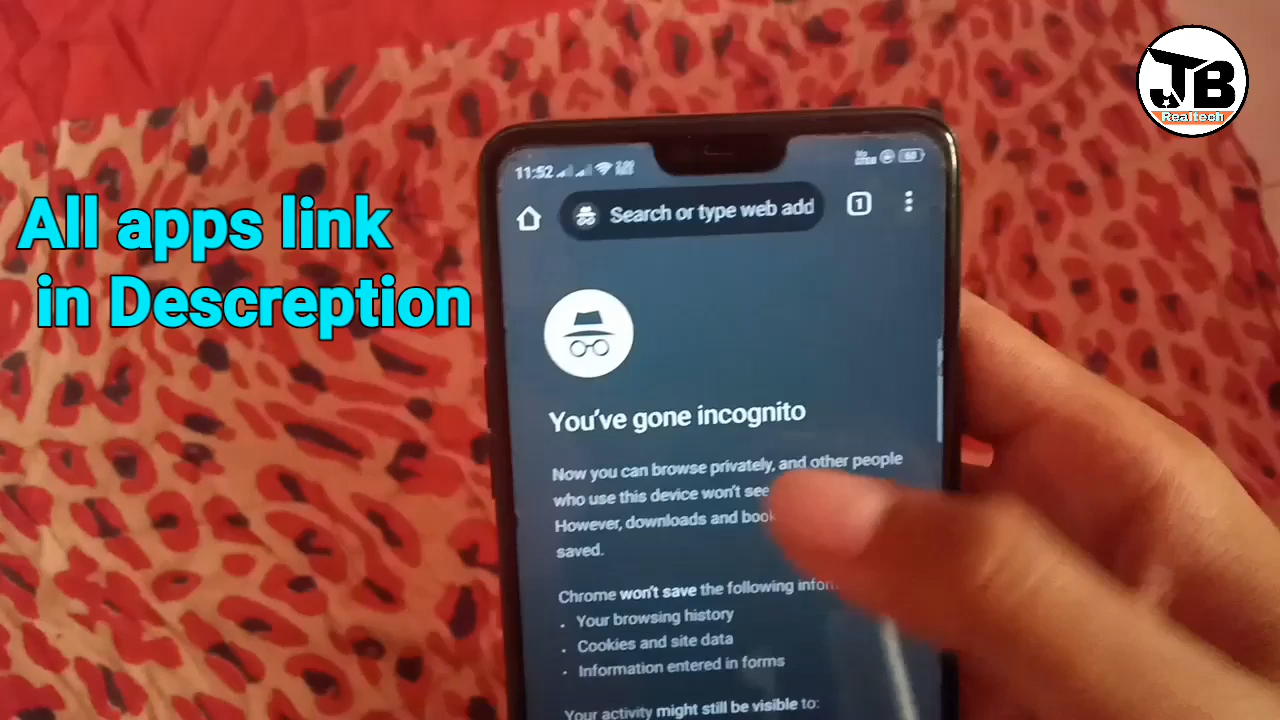 JTB
Realtech
All apps link
in Descreption
11:52
60
Search or type web add
1
You've gone incognito
Now you can browse privately, and other people
who use this device won't see
However, downloads and book
saved.
Chrome won't save the following infor
Your browsing history
Cookies and site data
Information entered in forms
Your activity might still be visible to: